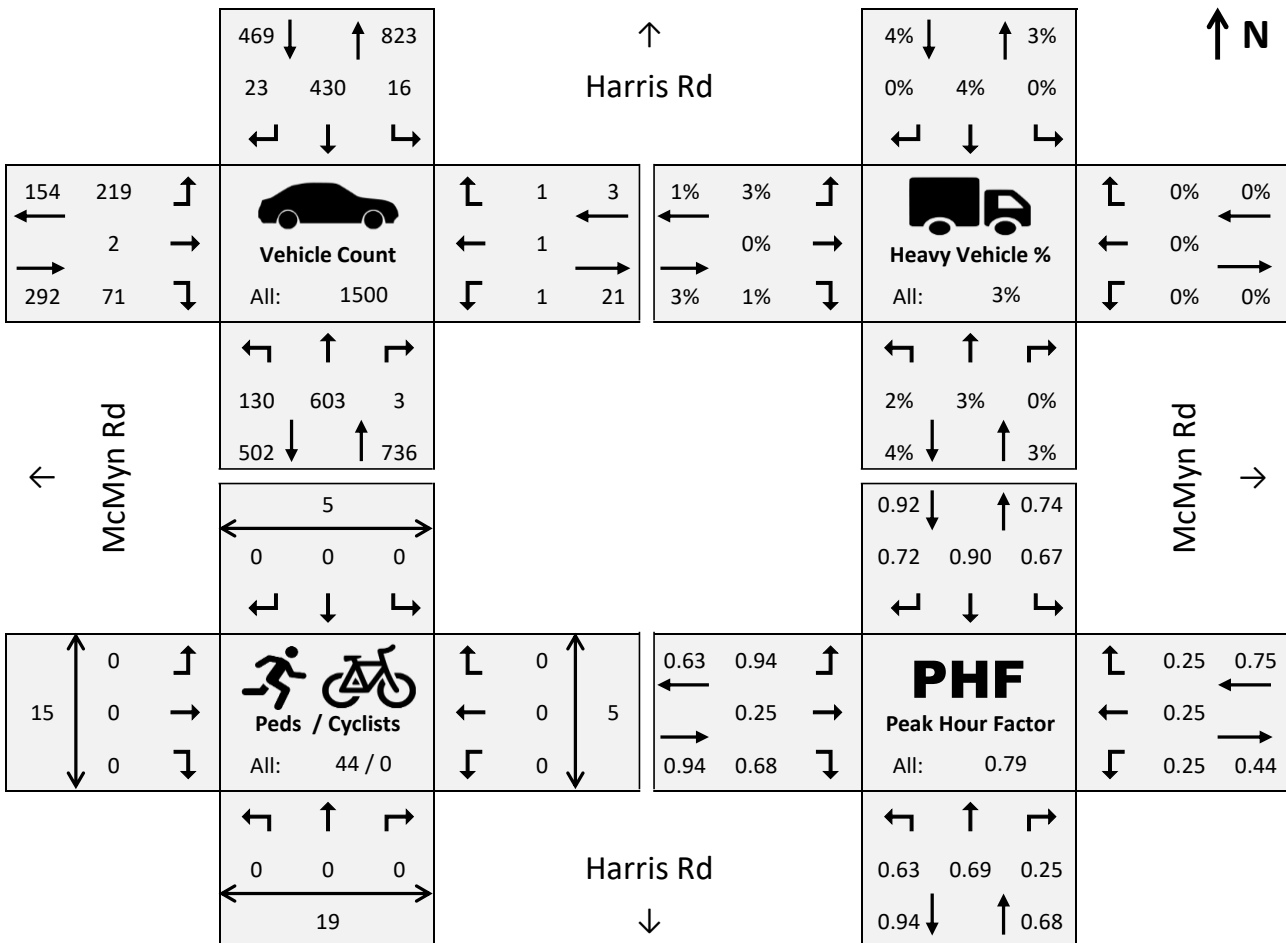 469 823 4% 3% N
Harris Rd
23 430 16 0% 4% 0%
154 219 1 3 1% 3% 0% 0%
2 Vehicle Count 1 0% Heavy Vehicle % 0%
292 71 All: 1500 1 21 3% 1% All: 3% 0% 0%
130 603 3 2% 3% 0%
502 736 4% 3%
McMyn Rd McMyn Rd
5 0.92 0.74
0 0 0 0.72 0.90 0.67
0 0 0.63 0.94 PHF 0.25 0.75
15 0 Peds / Cyclists 0 5 0.25 Peak Hour Factor 0.25
0 All: 44 / 0 0 0.94 0.68 All: 0.79 0.25 0.44
0 0 0 Harris Rd 0.63 0.69 0.25
19 0.94 0.68